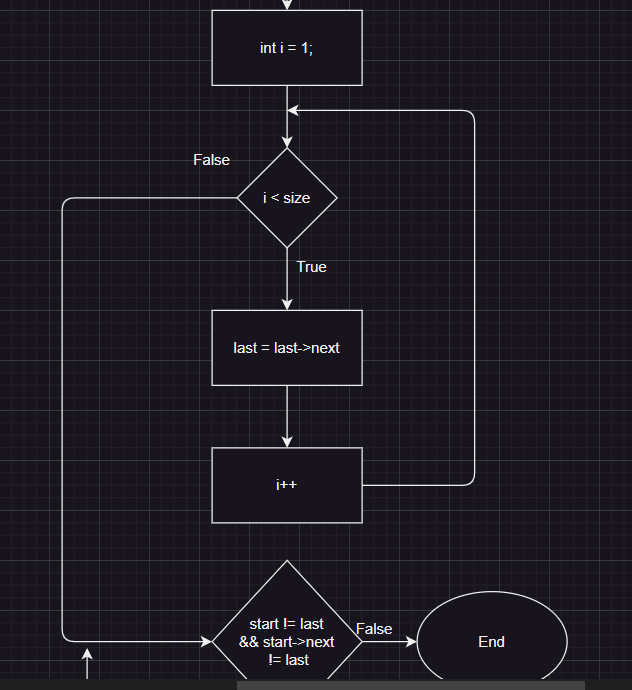 int i = 1;
False
i < size
True
last = last->next
i++
start != last
&& start->next
!= last
False
End